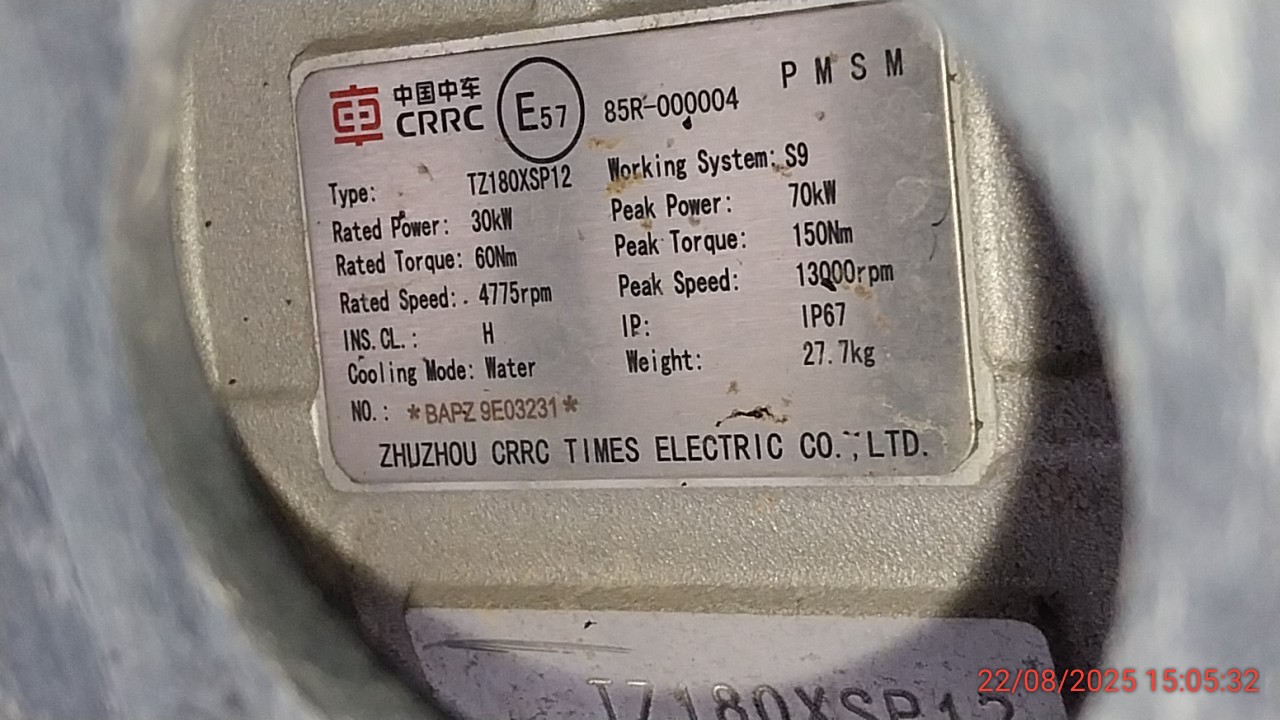 中国中车
CRRC
E57
85R-000004
PMSM
Type: TZ180XSP12
Working System: S9
Rated Power: 30kW
Peak Power: 70kW
Rated Torque: 60Nm
Peak Torque: 150Nm
Rated Speed: 4775rpm
Peak Speed: 13000rpm
INS.CL.: H
IP: IP67
Cooling Mode: Water
Weight: 27.7kg
NO.: *BAPZ 9E03231*
ZHUZHOU CRRC TIMES ELECTRIC CO.,LTD.
TZ180XSP12
22/08/2025 15:05:32